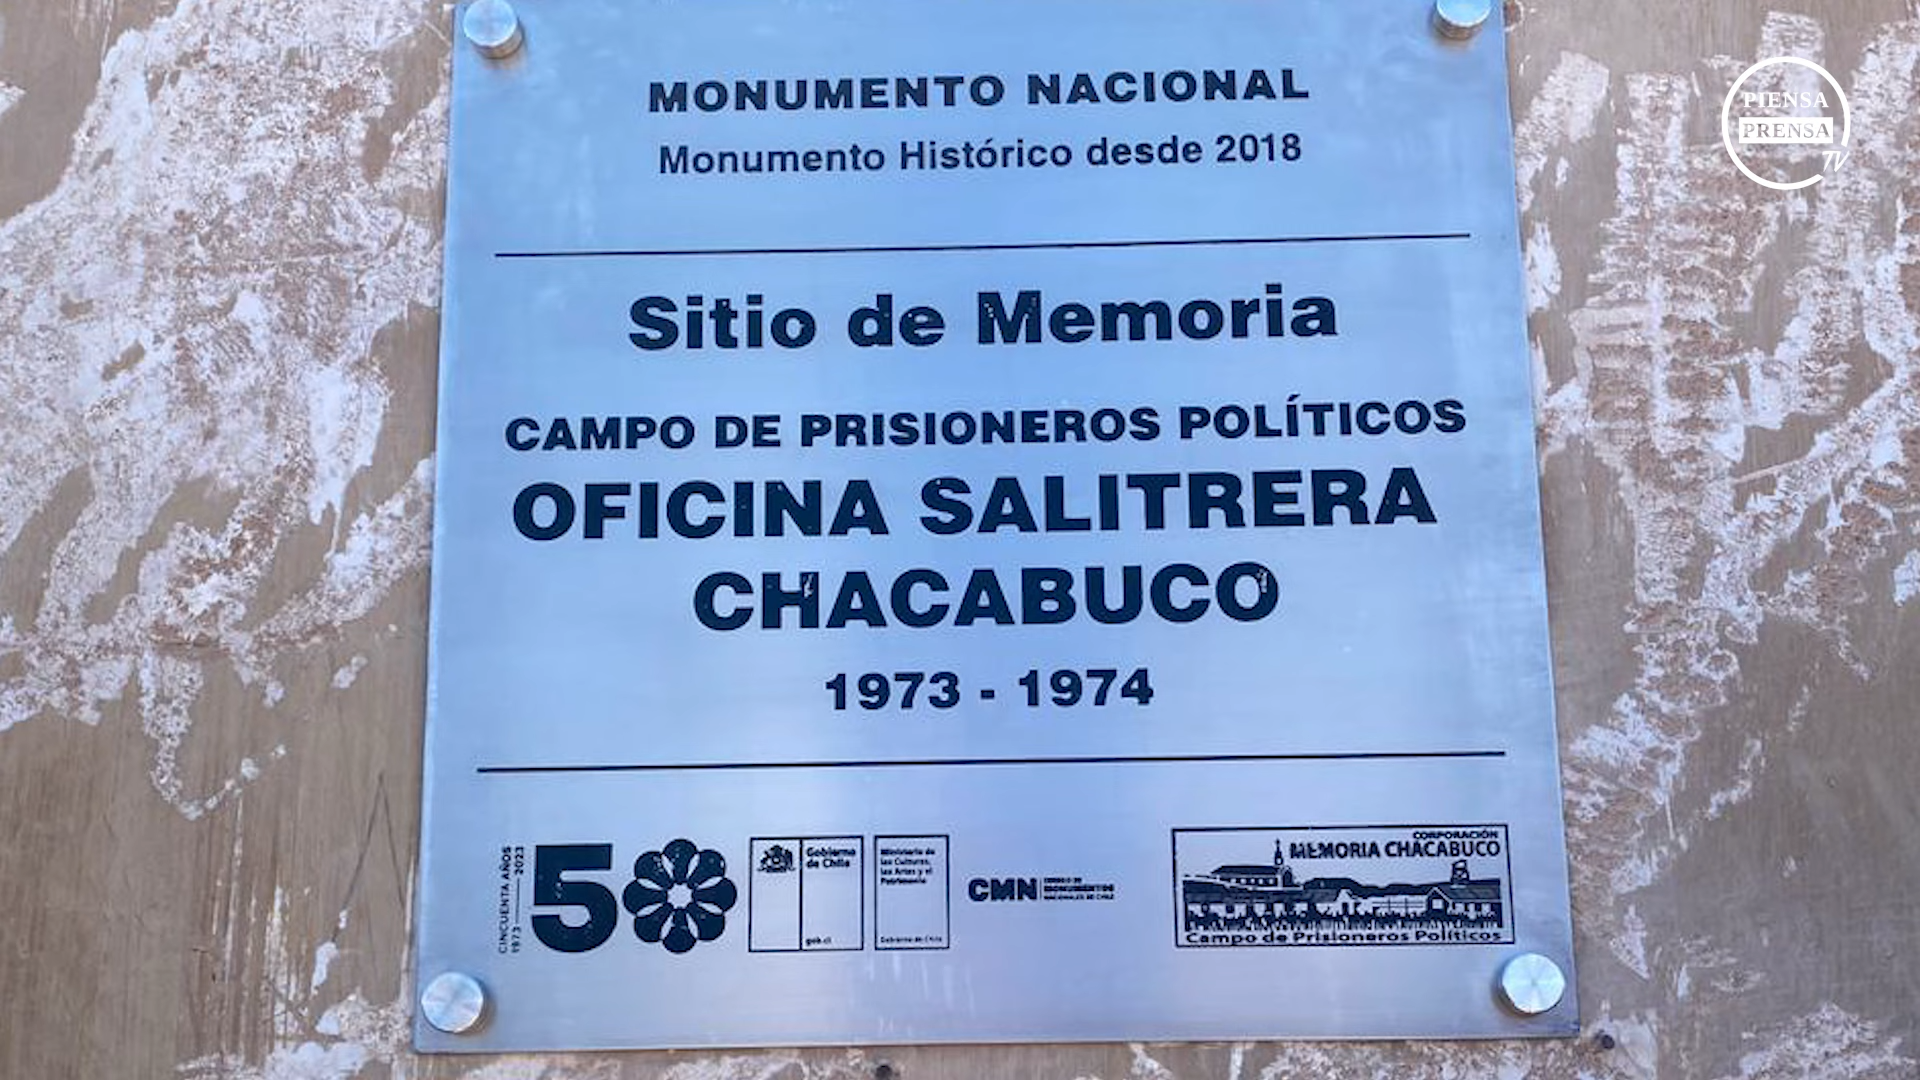 PIENSA
PRENSA
TV
MONUMENTO NACIONAL
Monumento Histórico desde 2018
Sitio de Memoria
CAMPO DE PRISIONEROS POLÍTICOS
OFICINA SALITRERA
CHACABUCO
1973 - 1974
CINCUENTA AÑOS
1973 2023
50
Gobierno
de Chile
gob.cl
Ministerio de
las Culturas,
las Artes y el
Patrimonio
Gobierno de Chile
CMN
CONSEJO DE
MONUMENTOS
NACIONALES DE CHILE
CORPORACIÓN
MEMORIA CHACABUCO
Campo de Prisioneros Políticos